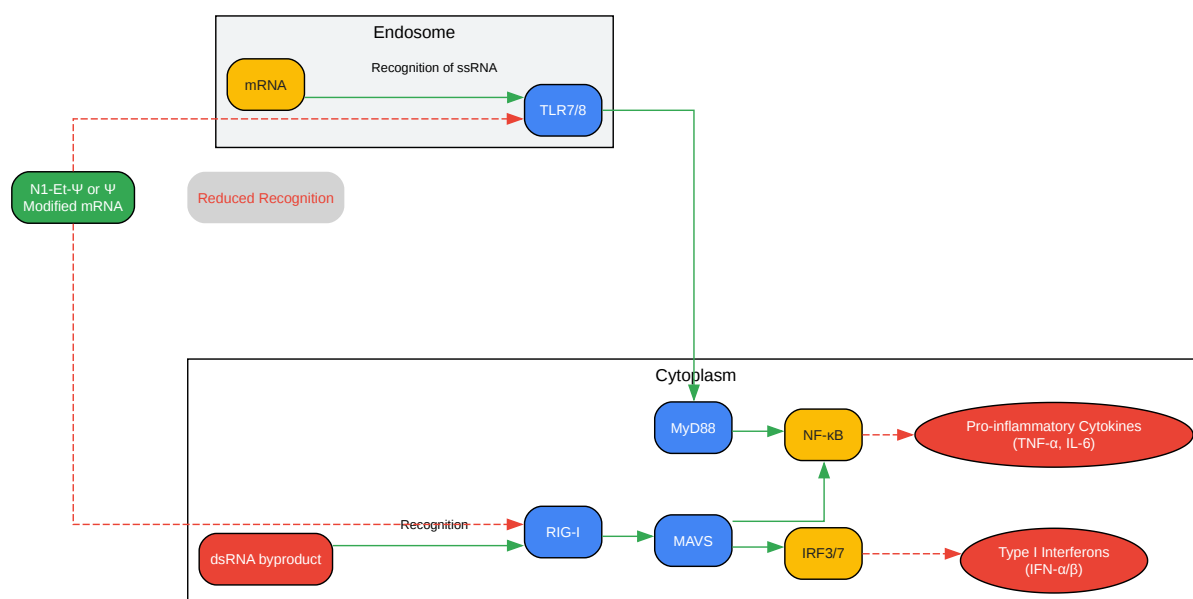 Endosome
Recognition of ssRNA
mRNA
TLR7/8
N1-Et-Ψ or Ψ
Modified mRNA
Reduced Recognition
Cytoplasm
MyD88
NF-κB
Pro-inflammatory Cytokines
(TNF-α, IL-6)
Recognition
RIG-I
MAVS
IRF3/7
dsRNA byproduct
Type I Interferons
(IFN-α/β)